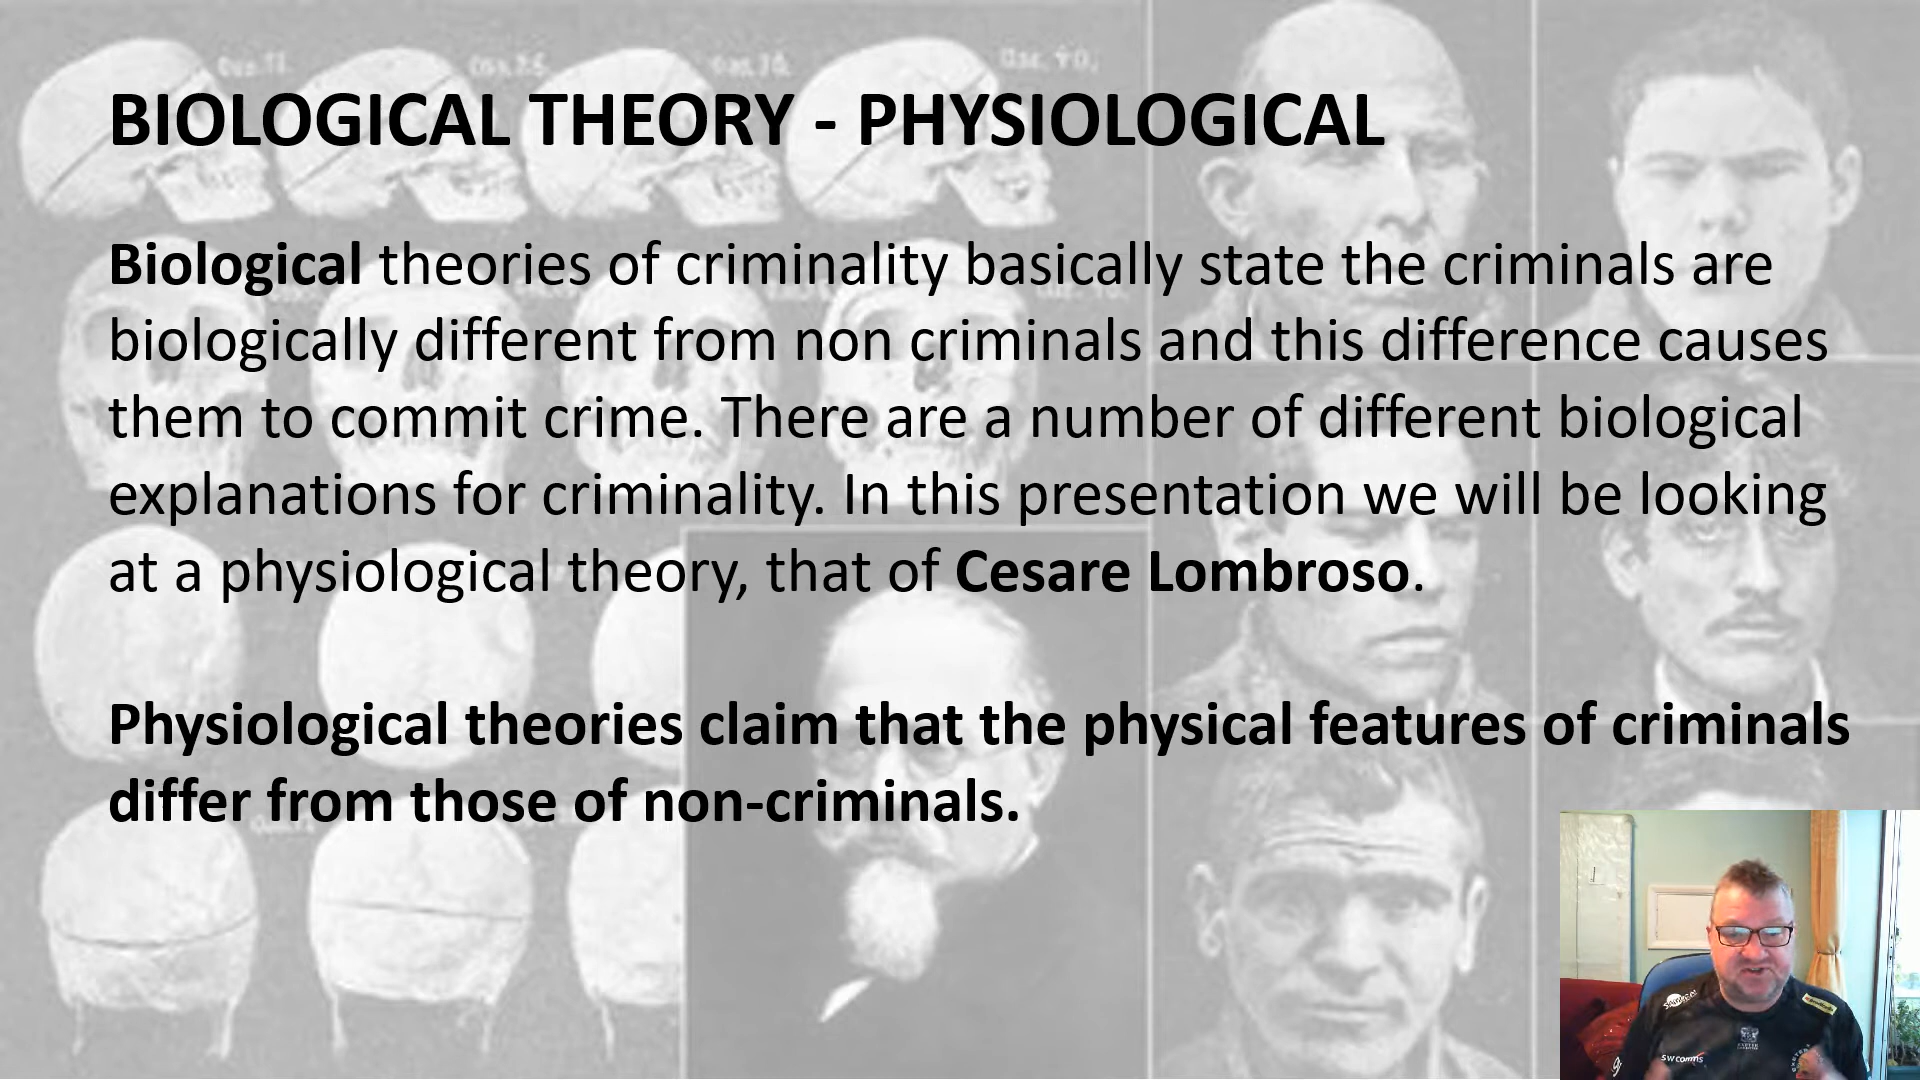 BIOLOGICAL THEORY - PHYSIOLOGICAL
Biological theories of criminality basically state the criminals are
biologically different from non criminals and this difference causes
them to commit crime. There are a number of different biological
explanations for criminality. In this presentation we will be looking
at a physiological theory, that of Cesare Lombroso.
Physiological theories claim that the physical features of criminals
differ from those of non-criminals.
swcomms